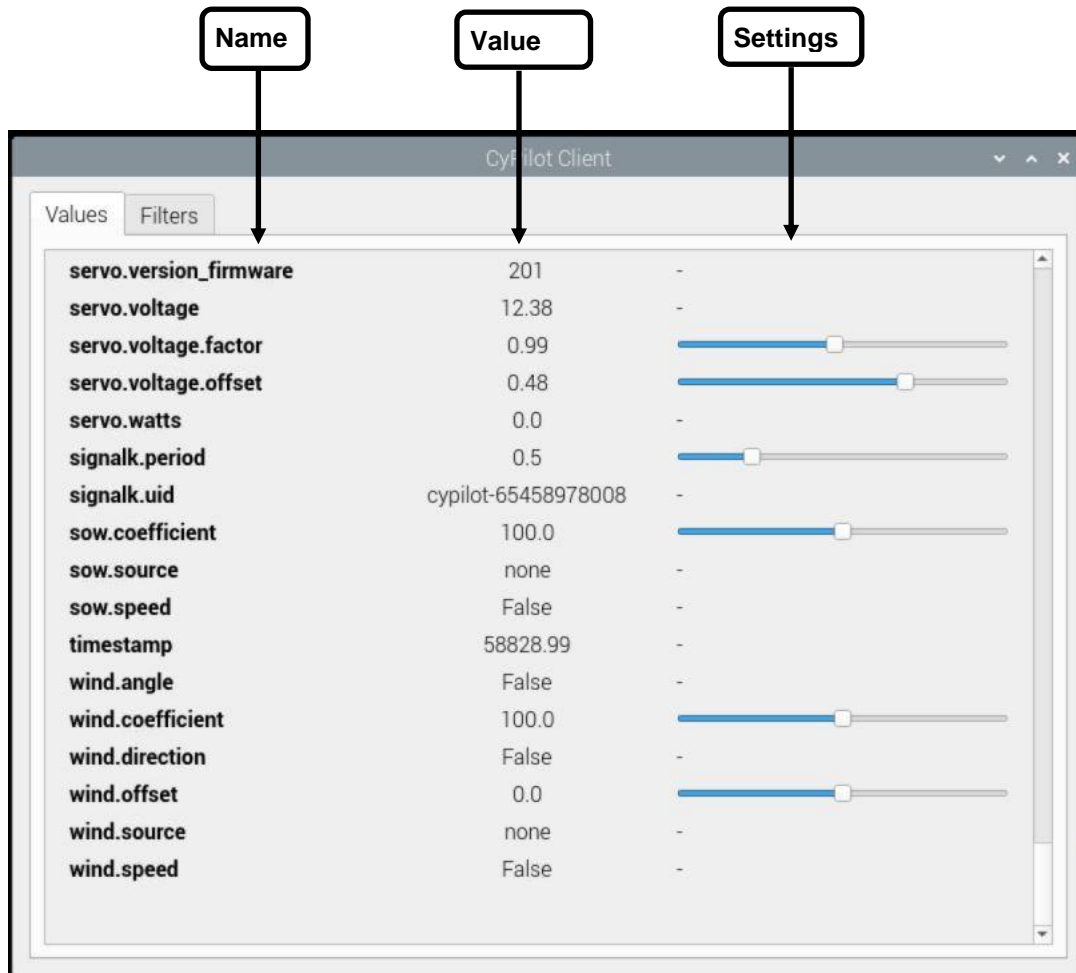 Name Value Settings
CyPilot Client
Values Filters
servo.version_firmware 201 -
servo.voltage 12.38 -
servo.voltage.factor 0.99
servo.voltage.offset 0.48
servo.watts 0.0 -
signalk.period 0.5
signalk.uid cypilot-65458978008 -
sow.coefficient 100.0
sow.source none -
sow.speed False -
timestamp 58828.99 -
wind.angle False -
wind.coefficient 100.0
wind.direction False -
wind.offset 0.0
wind.source none -
wind.speed False -